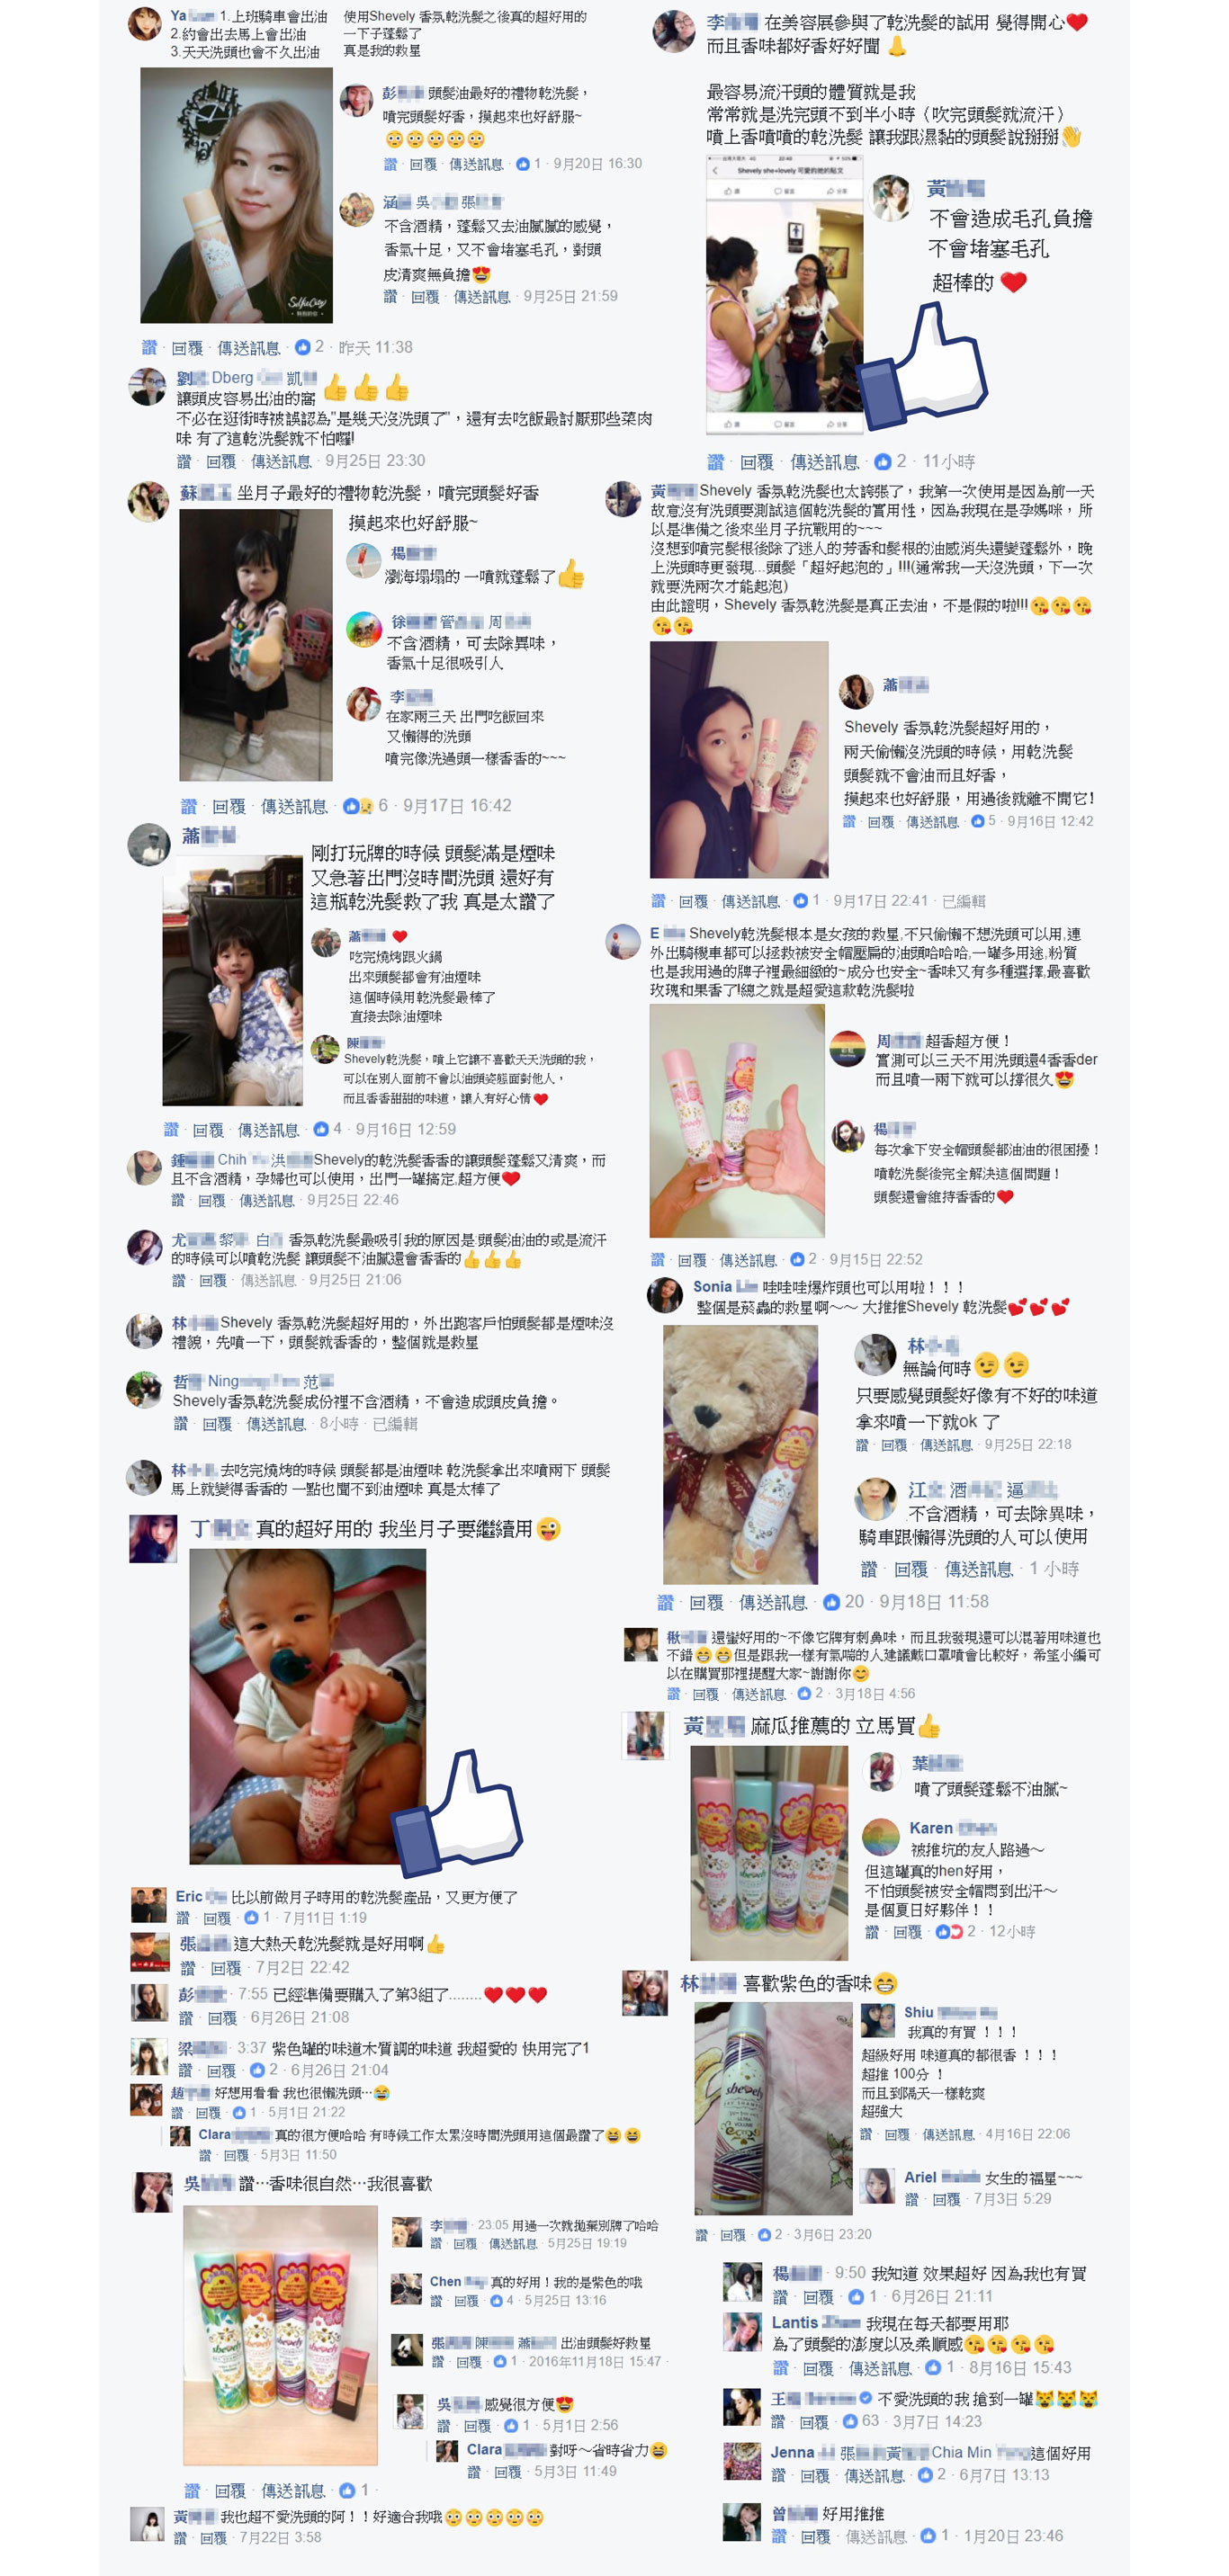 Ya 1.上班騎車會出油
2.約會出去馬上會出油
3.天天洗頭也會不久出油
使用Shevely 香氛乾洗髮之後真的超好用的
一下子蓬鬆了
真是我的救星
彭 頭髮油最好的禮物乾洗髮，
噴完頭髮好香，摸起來也好舒服~
😳😳😳😳😳
讚 · 回覆 · 傳送訊息 · 1 · 9月20日 16:30
涵 吳 張
不含酒精，蓬鬆又去油膩膩的感覺，
香氣十足，又不會堵塞毛孔，對頭
皮清爽無負擔😍
讚 · 回覆 · 傳送訊息 · 9月25日 21:59
SelfieCity
讚 · 回覆 · 傳送訊息 · 2 · 昨天 11:38
劉 Dberg 凱 👍👍👍
讓頭皮容易出油的窩
不必在逛街時被誤認為"是幾天沒洗頭了"，還有去吃飯最討厭那些菜肉
味 有了這乾洗髮就不怕囉!
讚 · 回覆 · 傳送訊息 · 9月25日 23:30
蘇 坐月子最好的禮物乾洗髮，噴完頭髮好香
摸起來也好舒服~
楊
瀏海塌塌的 一噴就蓬鬆了👍
徐 管 周
不含酒精，可去除異味，
香氣十足很吸引人
李
在家兩三天 出門吃飯回來
又懶得的洗頭
噴完像洗過頭一樣香香的~~~
讚 · 回覆 · 傳送訊息 · 6 · 9月17日 16:42
蕭
剛打玩牌的時候 頭髮滿是煙味
又急著出門沒時間洗頭 還好有
這瓶乾洗髮救了我 真是太讚了
蕭 ❤
吃完燒烤跟火鍋
出來頭髮都會有油煙味
這個時候用乾洗髮最棒了
直接去除油煙味
陳
Shevely乾洗髮，噴上它讓不喜歡天天洗頭的我，
可以在別人面前不會以油頭姿態面對他人，
而且香香甜甜的味道，讓人有好心情❤
讚 · 回覆 · 傳送訊息 · 4 · 9月16日 12:59
鍾 Chih 洪 Shevely的乾洗髮香香的讓頭髮蓬鬆又清爽，而
且不含酒精，孕婦也可以使用，出門一罐搞定,超方便❤
讚 · 回覆 · 傳送訊息 · 9月25日 22:46
尤 黎 白 香氛乾洗髮最吸引我的原因是 頭髮油油的或是流汗
的時候可以噴乾洗髮 讓頭髮不油膩還會香香的👍👍👍
讚 · 回覆 · 傳送訊息 · 9月25日 21:06
林 Shevely 香氛乾洗髮超好用的，外出跑客戶怕頭髮都是煙味沒
禮貌，先噴一下，頭髮就香香的，整個就是救星
哲 Ning 范
Shevely香氛乾洗髮成份裡不含酒精，不會造成頭皮負擔。
讚 · 回覆 · 傳送訊息 · 8小時 · 已編輯
林 去吃完燒烤的時候 頭髮都是油煙味 乾洗髮拿出來噴兩下 頭髮
馬上就變得香香的 一點也聞不到油煙味 真是太棒了
丁 真的超好用的 我坐月子要繼續用😜
Eric 比以前做月子時用的乾洗髮產品，又更方便了
讚 · 回覆 · 1 · 7月11日 1:19
張 這大熱天乾洗髮就是好用啊👍
讚 · 回覆 · 7月2日 22:42
彭 · 7:55 已經準備要購入了第3組了........❤❤❤
讚 · 回覆 · 6月26日 21:08
梁 · 3:37 紫色罐的味道木質調的味道 我超愛的 快用完了1
讚 · 回覆 · 2 · 6月26日 21:04
趙 好想用看看 我也很懶洗頭…😂
讚 · 回覆 · 1 · 5月1日 21:22
Clara 真的很方便哈哈 有時候工作太累沒時間洗頭用這個最讚了😆😆
讚 · 回覆 · 5月3日 11:50
吳 讚…香味很自然…我很喜歡
李 · 23:05 用過一次就拋棄別牌了哈哈
讚 · 回覆 · 傳送訊息 · 5月25日 19:19
Chen 真的好用！我的是紫色的哦
讚 · 回覆 · 4 · 5月25日 13:16
張 陳 蕭 出油頭髮好救星
讚 · 回覆 · 1 · 2016年11月18日 15:47 ·
吳 感覺很方便😍
讚 · 回覆 · 1 · 5月1日 2:56
Clara 對呀～省時省力😆
讚 · 回覆 · 5月3日 11:49
shevely
讚 · 回覆 · 傳送訊息 · 1 ·
黃 我也超不愛洗頭的阿！！好適合我哦😳😳😳😳😳
讚 · 回覆 · 7月22日 3:58
李 在美容展參與了乾洗髮的試用 覺得開心❤
而且香味都好香好好聞 👃
最容易流汗頭的體質就是我
常常就是洗完頭不到半小時（吹完頭髮就流汗）
噴上香噴噴的乾洗髮 讓我跟濕黏的頭髮說掰掰👋
Shevely she+lovely 可愛的她的貼文
黃
不會造成毛孔負擔
不會堵塞毛孔
超棒的 ❤
讚 · 回覆 · 傳送訊息 · 2 · 11小時
黃 Shevely 香氛乾洗髮也太誇張了，我第一次使用是因為前一天
故意沒有洗頭要測試這個乾洗髮的實用性，因為我現在是孕媽咪，所
以是準備之後來坐月子抗戰用的~~~
沒想到噴完髮根後除了迷人的芳香和髮根的油感消失還變蓬鬆外，晚
上洗頭時更發現...頭髮「超好起泡的」!!!(通常我一天沒洗頭，下一次
就要洗兩次才能起泡)
由此證明，Shevely 香氛乾洗髮是真正去油，不是假的啦!!!😘😘😘
😘😘
蕭
Shevely 香氛乾洗髮超好用的，
兩天偷懶沒洗頭的時候，用乾洗髮
頭髮就不會油而且好香，
摸起來也好舒服，用過後就離不開它!
讚 · 回覆 · 傳送訊息 · 5 · 9月16日 12:42
讚 · 回覆 · 傳送訊息 · 1 · 9月17日 22:41 · 已編輯
E Shevely乾洗髮根本是女孩的救星,不只偷懶不想洗頭可以用,連
外出騎機車都可以拯救被安全帽壓扁的油頭哈哈哈,一罐多用途,粉質
也是我用過的牌子裡最細緻的~成分也安全~香味又有多種選擇,最喜歡
玫瑰和果香了!總之就是超愛這款乾洗髮啦
周 超香超方便！
實測可以三天不用洗頭還4香香der
而且噴一兩下就可以撐很久😍
楊
每次拿下安全帽頭髮都油油的很困擾！
噴乾洗髮後完全解決這個問題！
頭髮還會維持香香的❤
讚 · 回覆 · 傳送訊息 · 2 · 9月15日 22:52
Sonia 哇哇哇爆炸頭也可以用啦！！！
整個是菸蟲的救星啊～～ 大推推Shevely 乾洗髮💕💕💕
林
無論何時😉😉
只要感覺頭髮好像有不好的味道
拿來噴一下就ok 了
讚 · 回覆 · 傳送訊息 · 9月25日 22:18
江 酒 逼
不含酒精，可去除異味，
騎車跟懶得洗頭的人可以使用
讚 · 回覆 · 傳送訊息 · 1 小時
讚 · 回覆 · 傳送訊息 · 20 · 9月18日 11:58
還蠻好用的~不像它牌有刺鼻味，而且我發現還可以混著用味道也
不錯😁😁但是跟我一樣有氣喘的人建議戴口罩噴會比較好，希望小編可
以在購買那裡提醒大家~謝謝你😊
讚 · 回覆 · 傳送訊息 · 2 · 3月18日 4:56
黃 麻瓜推薦的 立馬買👍
葉
噴了頭髮蓬鬆不油膩~
Karen
被推坑的友人路過～
但這罐真的hen好用，
不怕頭髮被安全帽悶到出汗～
是個夏日好夥伴！！
讚 · 回覆 · 2 · 12小時
林 喜歡紫色的香味😁
Shiu
我真的有買 ！！！
超級好用 味道真的都很香 ！！！
超推 100分 ！
而且到隔天一樣乾爽
超強大
讚 · 回覆 · 傳送訊息 · 4月16日 22:06
shevely
Ariel 女生的福星~~~
讚 · 回覆 · 7月3日 5:29
讚 · 回覆 · 2 · 3月6日 23:20
楊 · 9:50 我知道 效果超好 因為我也有買
讚 · 回覆 · 1 · 6月26日 21:11
Lantis 我現在每天都要用耶
為了頭髮的澎度以及柔順感😘😘😘😘
讚 · 回覆 · 傳送訊息 · 1 · 8月16日 15:43
王 不愛洗頭的我 搶到一罐😹😹😹
讚 · 回覆 · 63 · 3月7日 14:23
Jenna 張 黃 Chia Min 這個好用
讚 · 回覆 · 傳送訊息 · 2 · 6月7日 13:13
曾 好用推推
讚 · 回覆 · 傳送訊息 · 1 · 1月20日 23:46